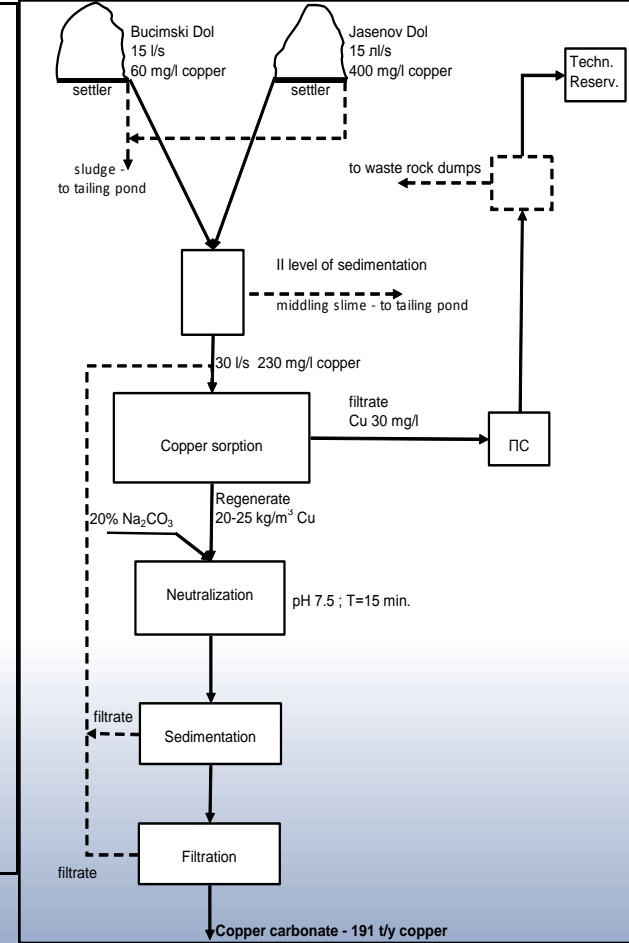 Bucimski Dol
15 l/s
60 mg/l copper
settler
Jasenov Dol
15 лl/s
400 mg/l copper
settler
Techn.
Reserv.
sludge -
to tailing pond
to waste rock dumps
II level of sedimentation
middling slime - to tailing pond
30 l/s 230 mg/l copper
Copper sorption
filtrate
Cu 30 mg/l
ПС
Regenerate
20-25 kg/m³ Cu
20% Na₂CO₃
Neutralization
pH 7.5 ; T=15 min.
filtrate
Sedimentation
Filtration
filtrate
Copper carbonate - 191 t/y copper